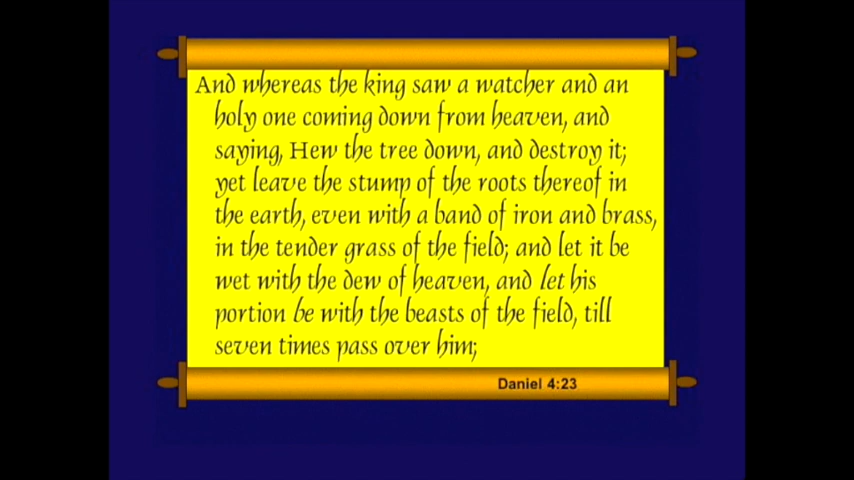 And whereas the king saw a watcher and an
holy one coming down from heaven, and
saying, Hew the tree down, and destroy it;
yet leave the stump of the roots thereof in
the earth, even with a band of iron and brass,
in the tender grass of the field; and let it be
wet with the dew of heaven, and let his
portion be with the beasts of the field, till
seven times pass over him;
Daniel 4:23